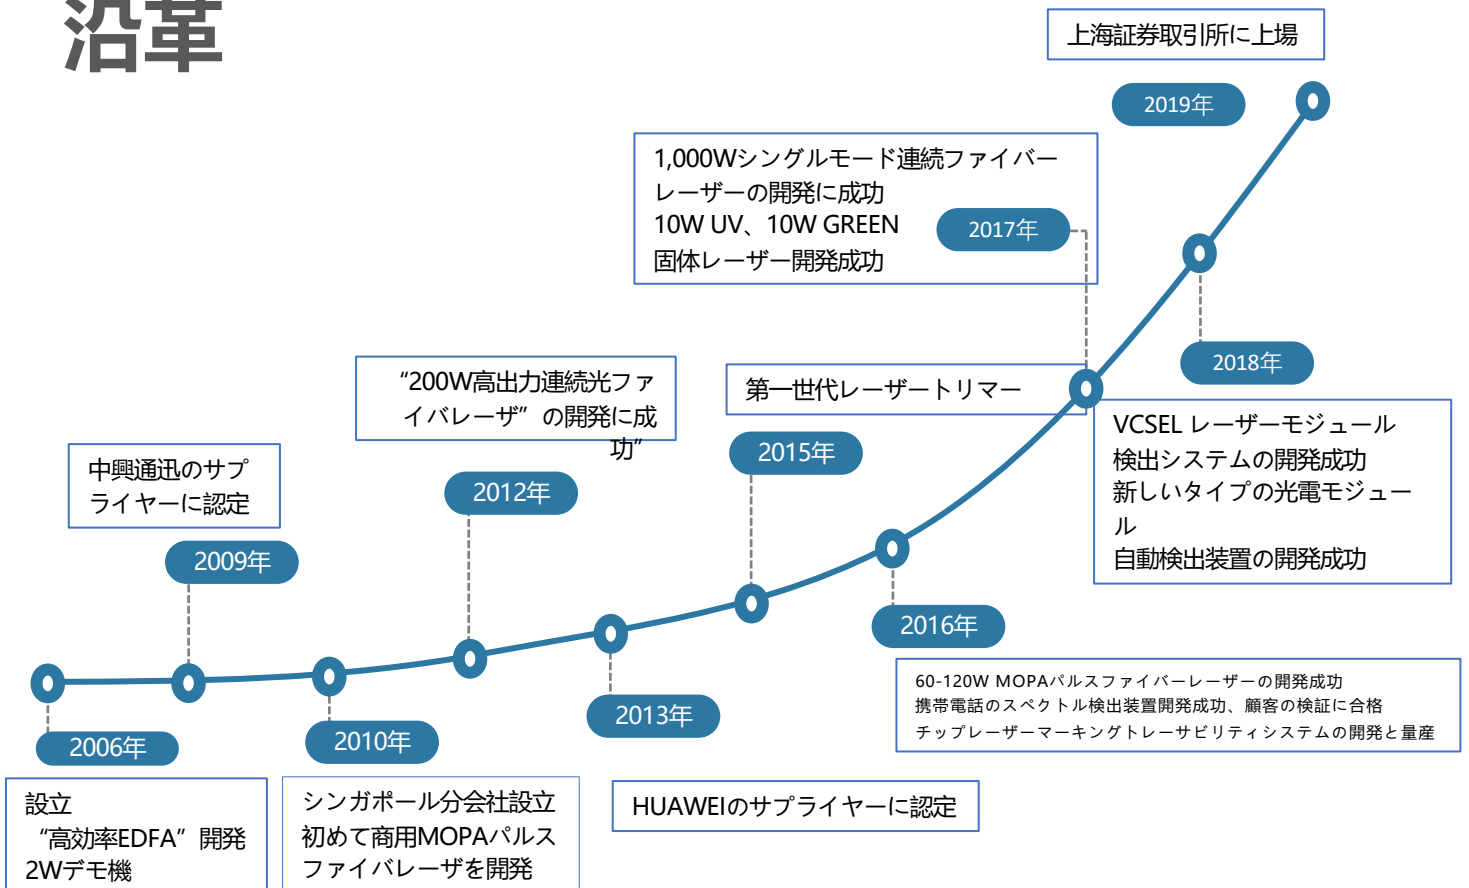 沿革
上海証券取引所に上場
2019年
1,000Wシングルモード連続ファイバー
レーザーの開発に成功
10W UV、10W GREEN
固体レーザー開発成功
2017年
2018年
VCSEL レーザーモジュール
検出システムの開発成功
新しいタイプの光電モジュー
ル
自動検出装置の開発成功
“200W高出力連続光ファ
イバレーザ”の開発に成
功”
2012年
第一世代レーザートリマー
2015年
中興通迅のサプ
ライヤーに認定
2009年
2016年
60-120W MOPAパルスファイバーレーザーの開発成功
携帯電話のスペクトル検出装置開発成功、顧客の検証に合格
チップレーザーマーキングトレーサビリティシステムの開発と量産
2013年
HUAWEIのサプライヤーに認定
2010年
シンガポール分会社設立
初めて商用MOPAパルス
ファイバレーザを開発
2006年
設立
“高効率EDFA”開発
2Wデモ機